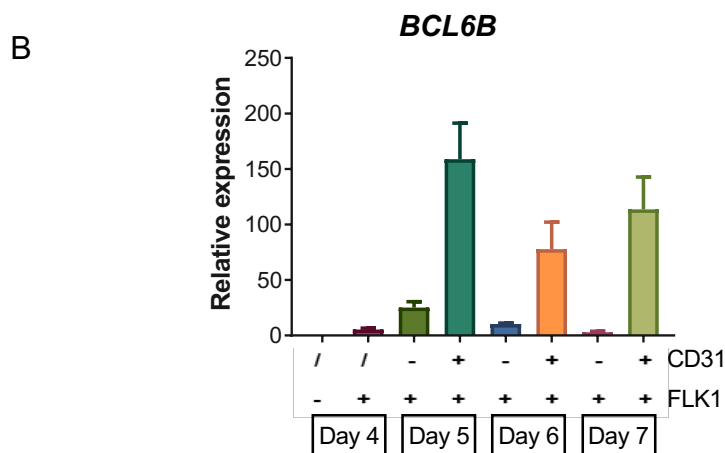 B
BCL6B
Relative expression
250
200
150
100
50
0
/ / - + - + - + CD31
- + + + + + + + FLK1
Day 4 Day 5 Day 6 Day 7